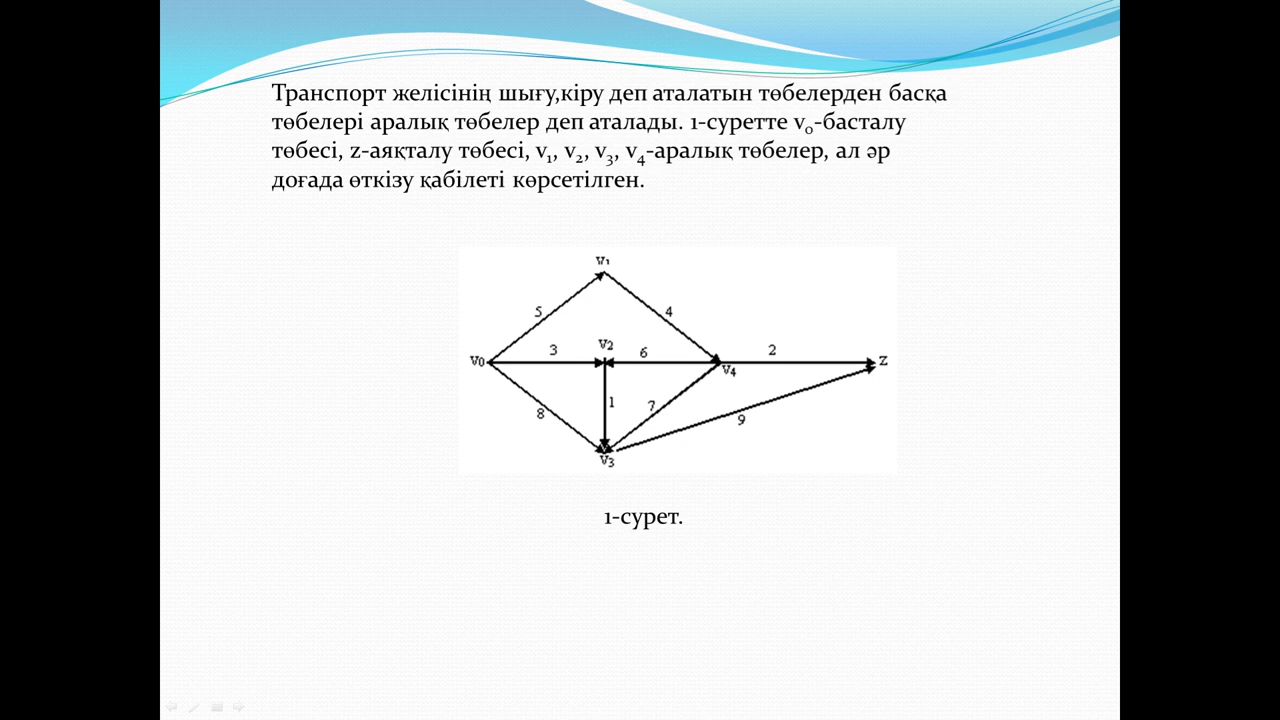 Транспорт желісінің шығу,кіру деп аталатын төбелерден басқа
төбелері аралық төбелер деп аталады. 1-суретте v₀-басталу
төбесі, z-аяқталу төбесі, v₁, v₂, v₃, v₄-аралық төбелер, ал әр
доғада өткізу қабілеті көрсетілген.
v₁
5
4
v₀
3
v₂
6
2
z
v₄
8
1
7
9
v₃
1-сурет.